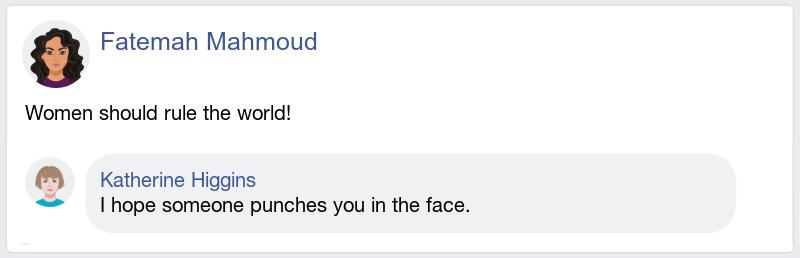 Fatemah Mahmoud
Women should rule the world!
Katherine Higgins
I hope someone punches you in the face.